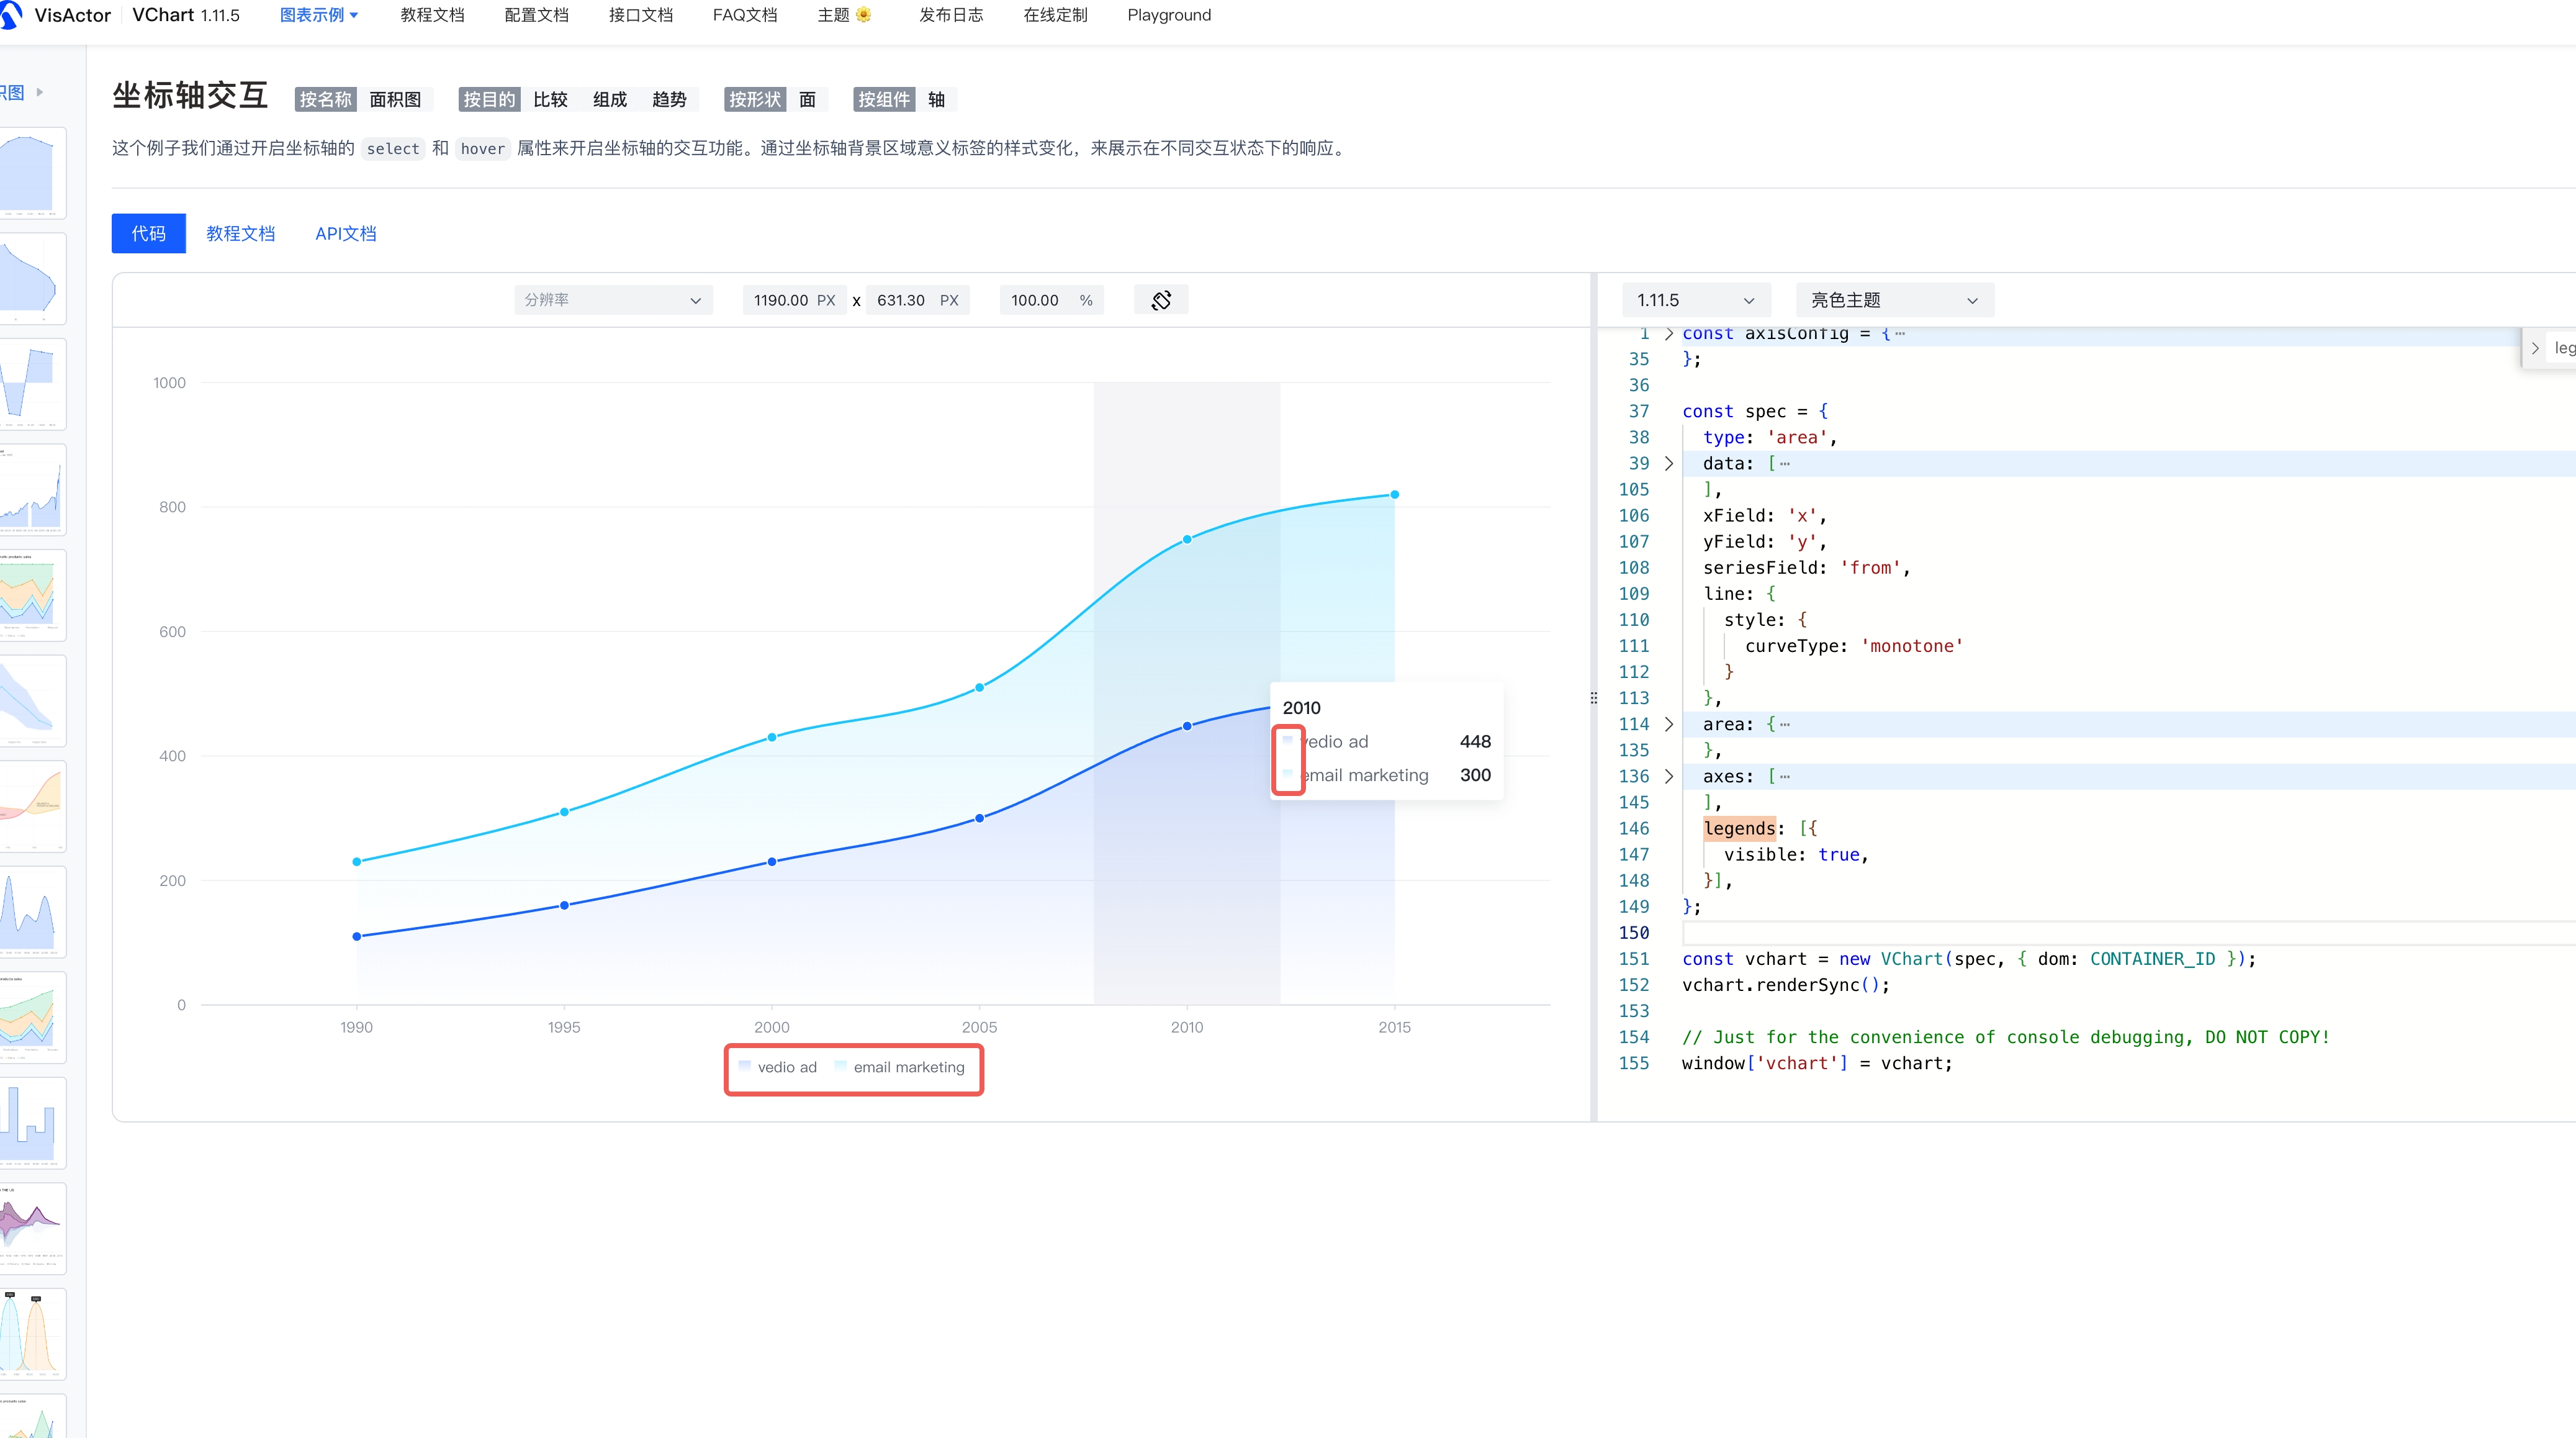 VisActor VChart 1.11.5 图表示例 教程文档 配置文档 接口文档 FAQ文档 主题 🌼 发布日志 在线定制 Playground
积图
坐标轴交互 按名称 面积图 按目的 比较 组成 趋势 按形状 面 按组件 轴
这个例子我们通过开启坐标轴的 select 和 hover 属性来开启坐标轴的交互功能。通过坐标轴背景区域意义标签的样式变化，来展示在不同交互状态下的响应。
代码 教程文档 API文档
分辨率 1190.00 PX x 631.30 PX 100.00 %
1000
800
600
400
200
0
1990 1995 2000 2005 2010 2015
2010
vedio ad 448
email marketing 300
vedio ad email marketing
1.11.5 亮色主题
leg
1 const axisConfig = {⋯
35 };
36
37 const spec = {
38 type: 'area',
39 data: [⋯
105 ],
106 xField: 'x',
107 yField: 'y',
108 seriesField: 'from',
109 line: {
110 style: {
111 curveType: 'monotone'
112 }
113 },
114 area: {⋯
135 },
136 axes: [⋯
145 ],
146 legends: [{
147 visible: true,
148 }],
149 };
150
151 const vchart = new VChart(spec, { dom: CONTAINER_ID });
152 vchart.renderSync();
153
154 // Just for the convenience of console debugging, DO NOT COPY!
155 window['vchart'] = vchart;